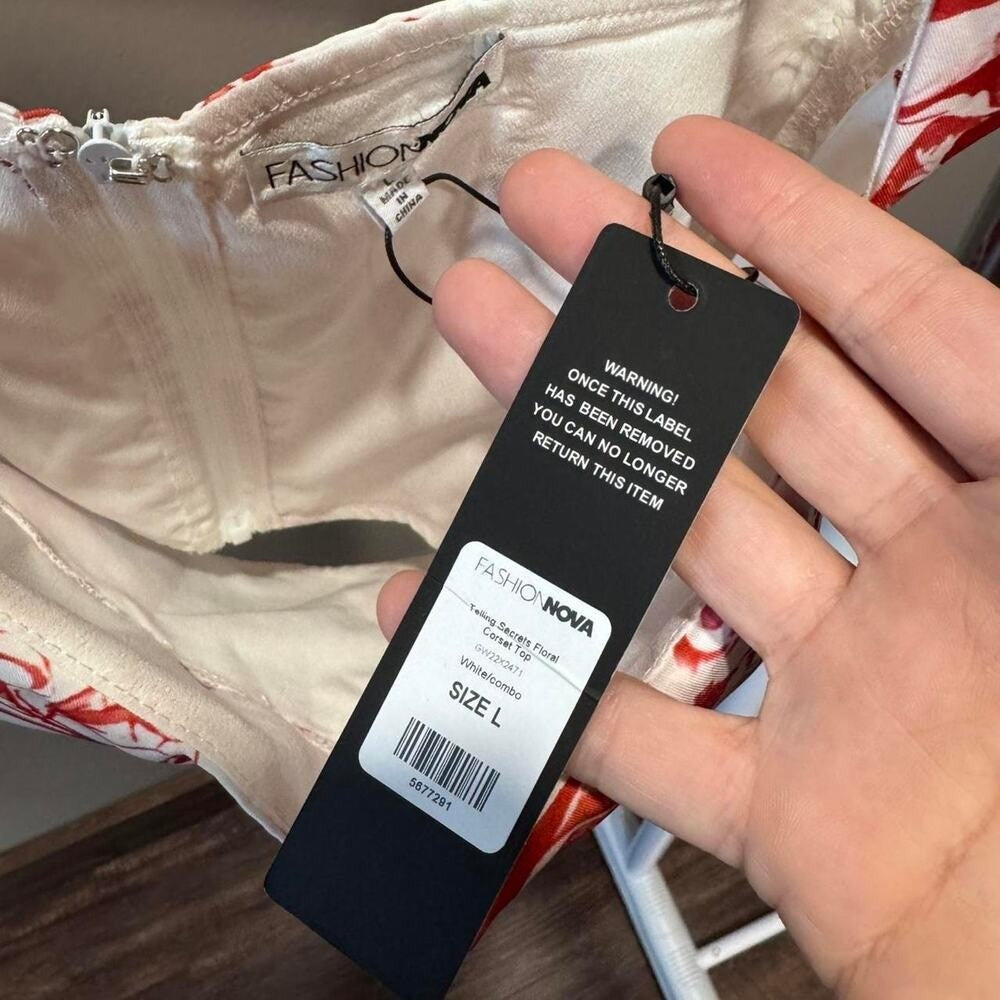 FASHIONNOVA
L
MADE
IN
CHINA
WARNING!
ONCE THIS LABEL
HAS BEEN REMOVED
YOU CAN NO LONGER
RETURN THIS ITEM
FASHIONNOVA
Telling Secrets Floral
Corset Top
GW22X2471
White/combo
SIZE L
5677291